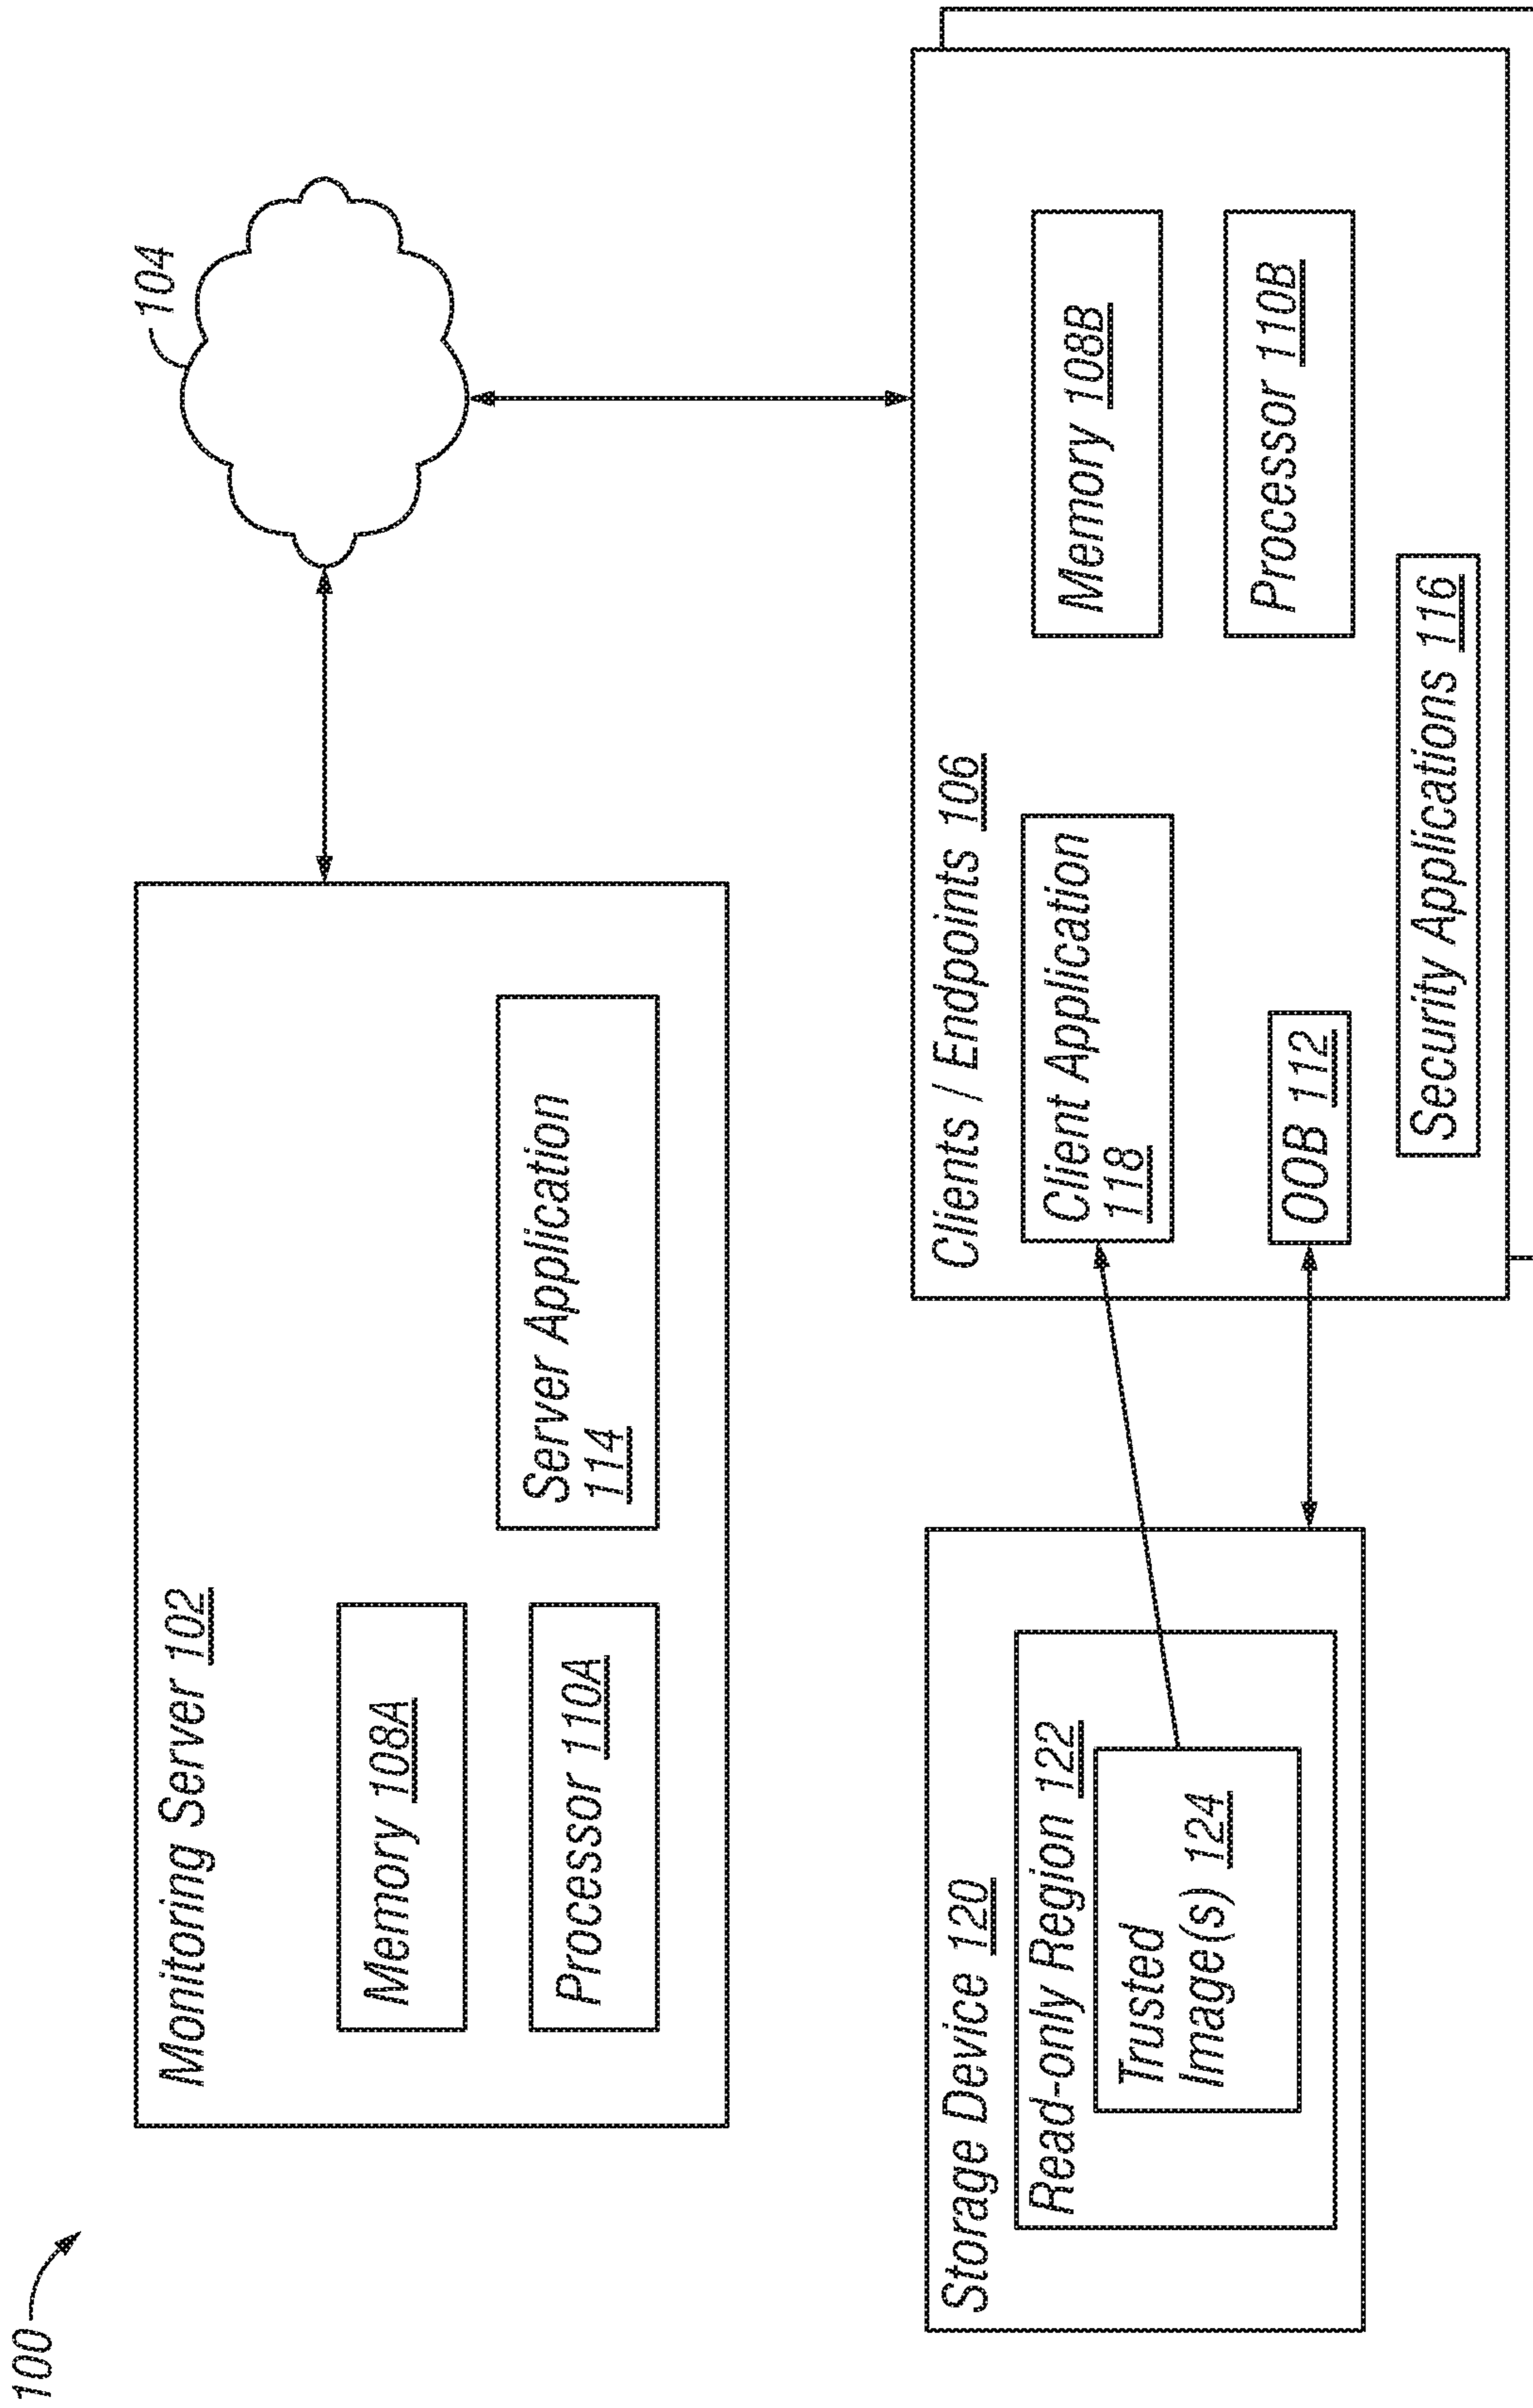 100
104
Monitoring Server 102
Memory 108A
Processor 110A
Server Application
114
Storage Device 120
Read-only Region 122
Trusted
Image(s) 124
Clients / Endpoints 106
Client Application
118
OOB 112
Security Applications 116
Memory 108B
Processor 110B